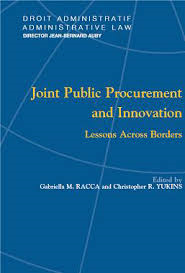 DROIT ADMINISTRATIF
ADMINISTRATIVE LAW
DIRECTOR JEAN-BERNARD AUBY
Joint Public Procurement
and Innovation
Lessons Across Borders
Edited by
Gabriella M. RACCA and Christopher R. YUKINS